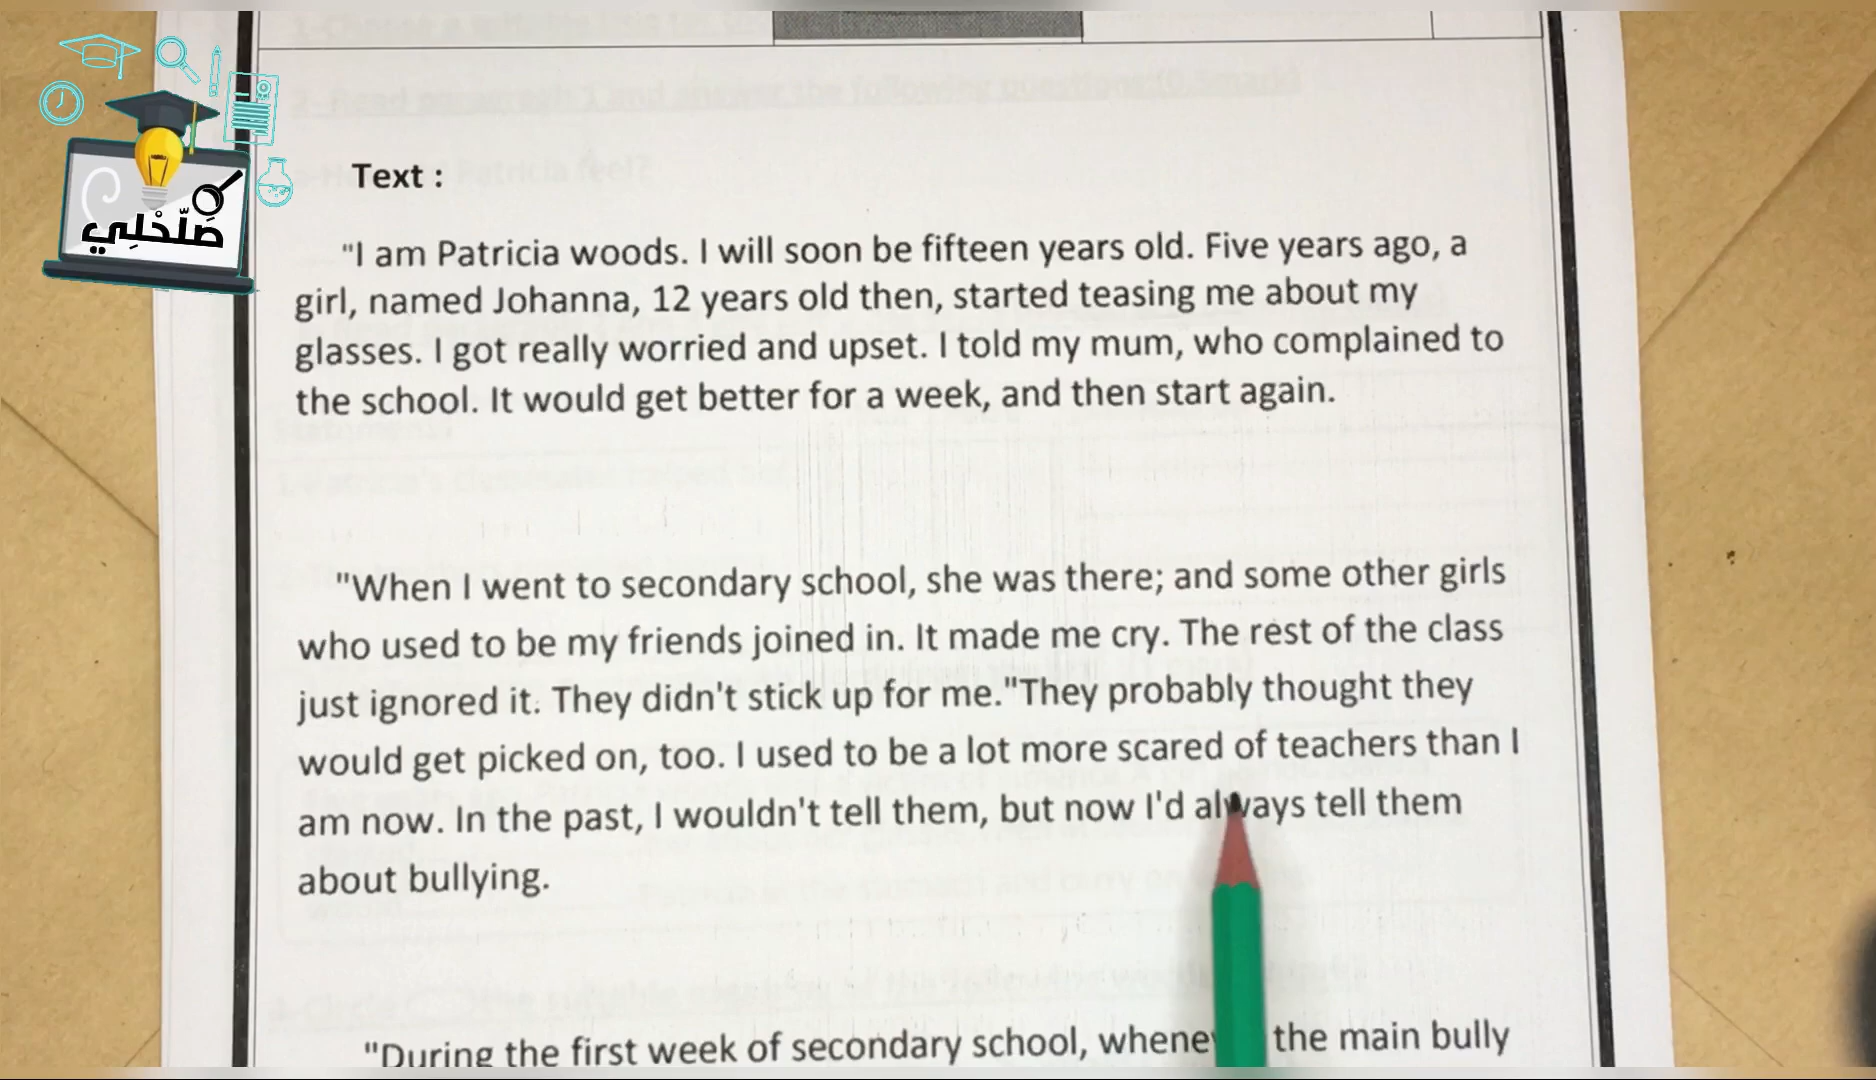 صَلَّحْلِي
Text :
"I am Patricia woods. I will soon be fifteen years old. Five years ago, a
girl, named Johanna, 12 years old then, started teasing me about my
glasses. I got really worried and upset. I told my mum, who complained to
the school. It would get better for a week, and then start again.
"When I went to secondary school, she was there; and some other girls
who used to be my friends joined in. It made me cry. The rest of the class
just ignored it. They didn't stick up for me."They probably thought they
would get picked on, too. I used to be a lot more scared of teachers than I
am now. In the past, I wouldn't tell them, but now I'd always tell them
about bullying.
"During the first week of secondary school, the main bully